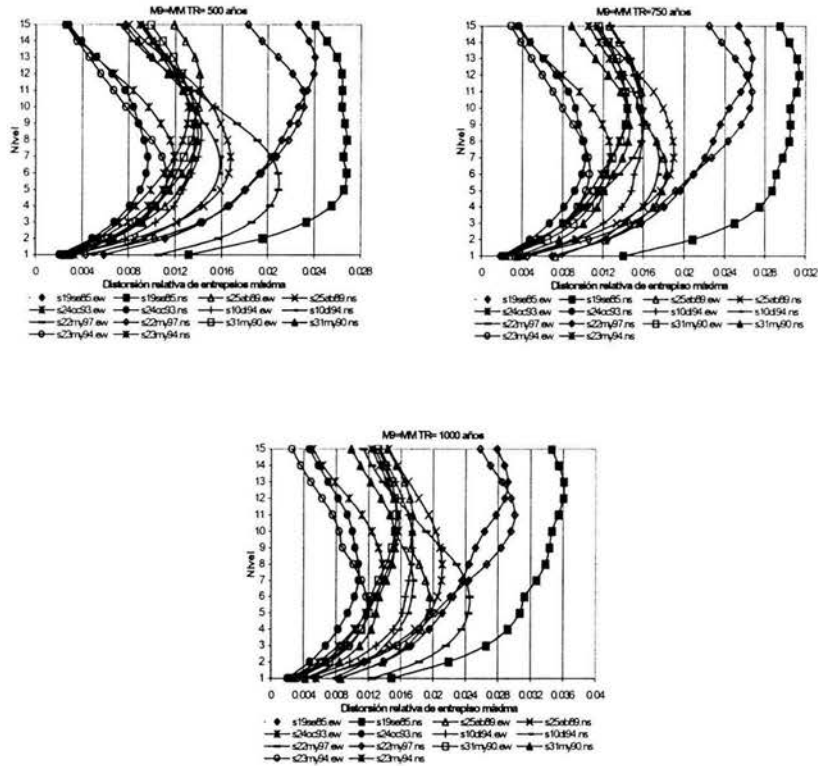 M9=MM TR= 500 años
Nivel
15
14
13
12
11
10
9
8
7
6
5
4
3
2
1
0 0.004 0.008 0.012 0.016 0.02 0.024 0.028
Distorsión relativa de entrepisos máxima
s19se85.ew s19se85.ns s25ab89.ew s25ab89.ns
s24oc93.ew s24oc93.ns s10di94.ew s10di94.ns
s22my97.ew s22my97.ns s31my90.ew s31my90.ns
s23my94.ew s23my94.ns
M9=MM TR=750 años
Nivel
15
14
13
12
11
10
9
8
7
6
5
4
3
2
1
0 0.004 0.008 0.012 0.016 0.02 0.024 0.028 0.032
Distorsión relativa de entrepiso máxima
s19se85.ew s19se85.ns s25ab89.ew s25ab89.ns
s24oc93.ew s24oc93.ns s10di94.ew s10di94.ns
s22my97.ew s22my97.ns s31my90.ew s31my90.ns
s23my94.ew s23my94.ns
M9=MM TR= 1000 años
Nivel
15
14
13
12
11
10
9
8
7
6
5
4
3
2
1
0 0.004 0.008 0.012 0.016 0.02 0.024 0.028 0.032 0.036 0.04
Distorsión relativa de entrepiso máxima
s19se85.ew s19se85.ns s25ab89.ew s25ab89.ns
s24oc93.ew s24oc93.ns s10di94.ew s10di94.ns
s22my97.ew s22my97.ns s31my90.ew s31my90.ns
s23my94.ew s23my94.ns